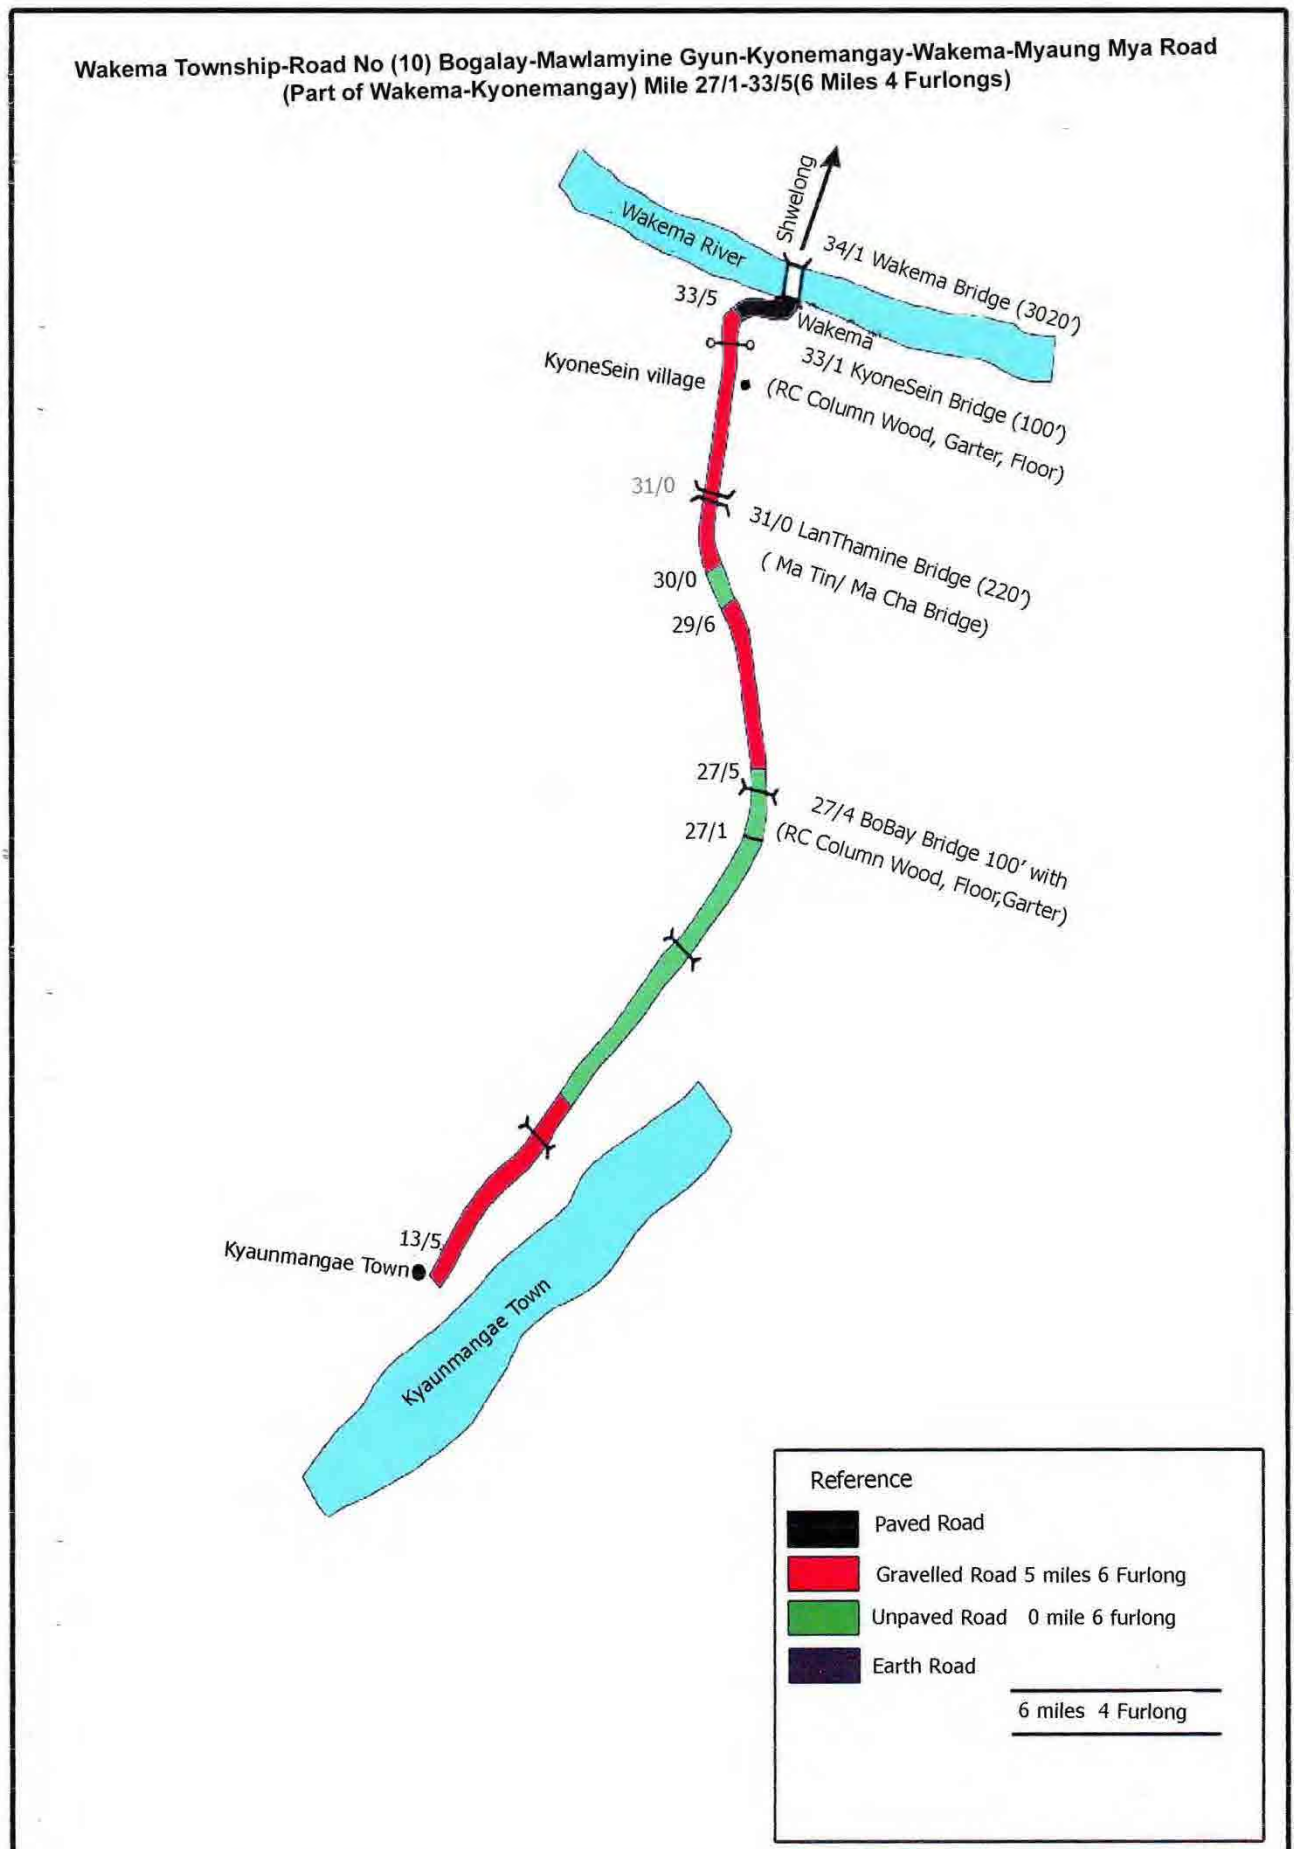 Wakema Township-Road No (10) Bogalay-Mawlamyine Gyun-Kyonemangay-Wakema-Myaung Mya Road
(Part of Wakema-Kyonemangay) Mile 27/1-33/5(6 Miles 4 Furlongs)
Shwelong
Wakema River
34/1 Wakema Bridge (3020')
33/5
Wakema
33/1 KyoneSein Bridge (100')
(RC Column Wood, Garter, Floor)
KyoneSein village
31/0
31/0 LanThamine Bridge (220')
( Ma Tin/ Ma Cha Bridge)
30/0
29/6
27/5
27/4 BoBay Bridge 100' with
(RC Column Wood, Floor,Garter)
27/1
13/5
Kyaunmangae Town
Kyaunmangae Town
Reference
Paved Road
Gravelled Road 5 miles 6 Furlong
Unpaved Road 0 mile 6 furlong
Earth Road
6 miles 4 Furlong